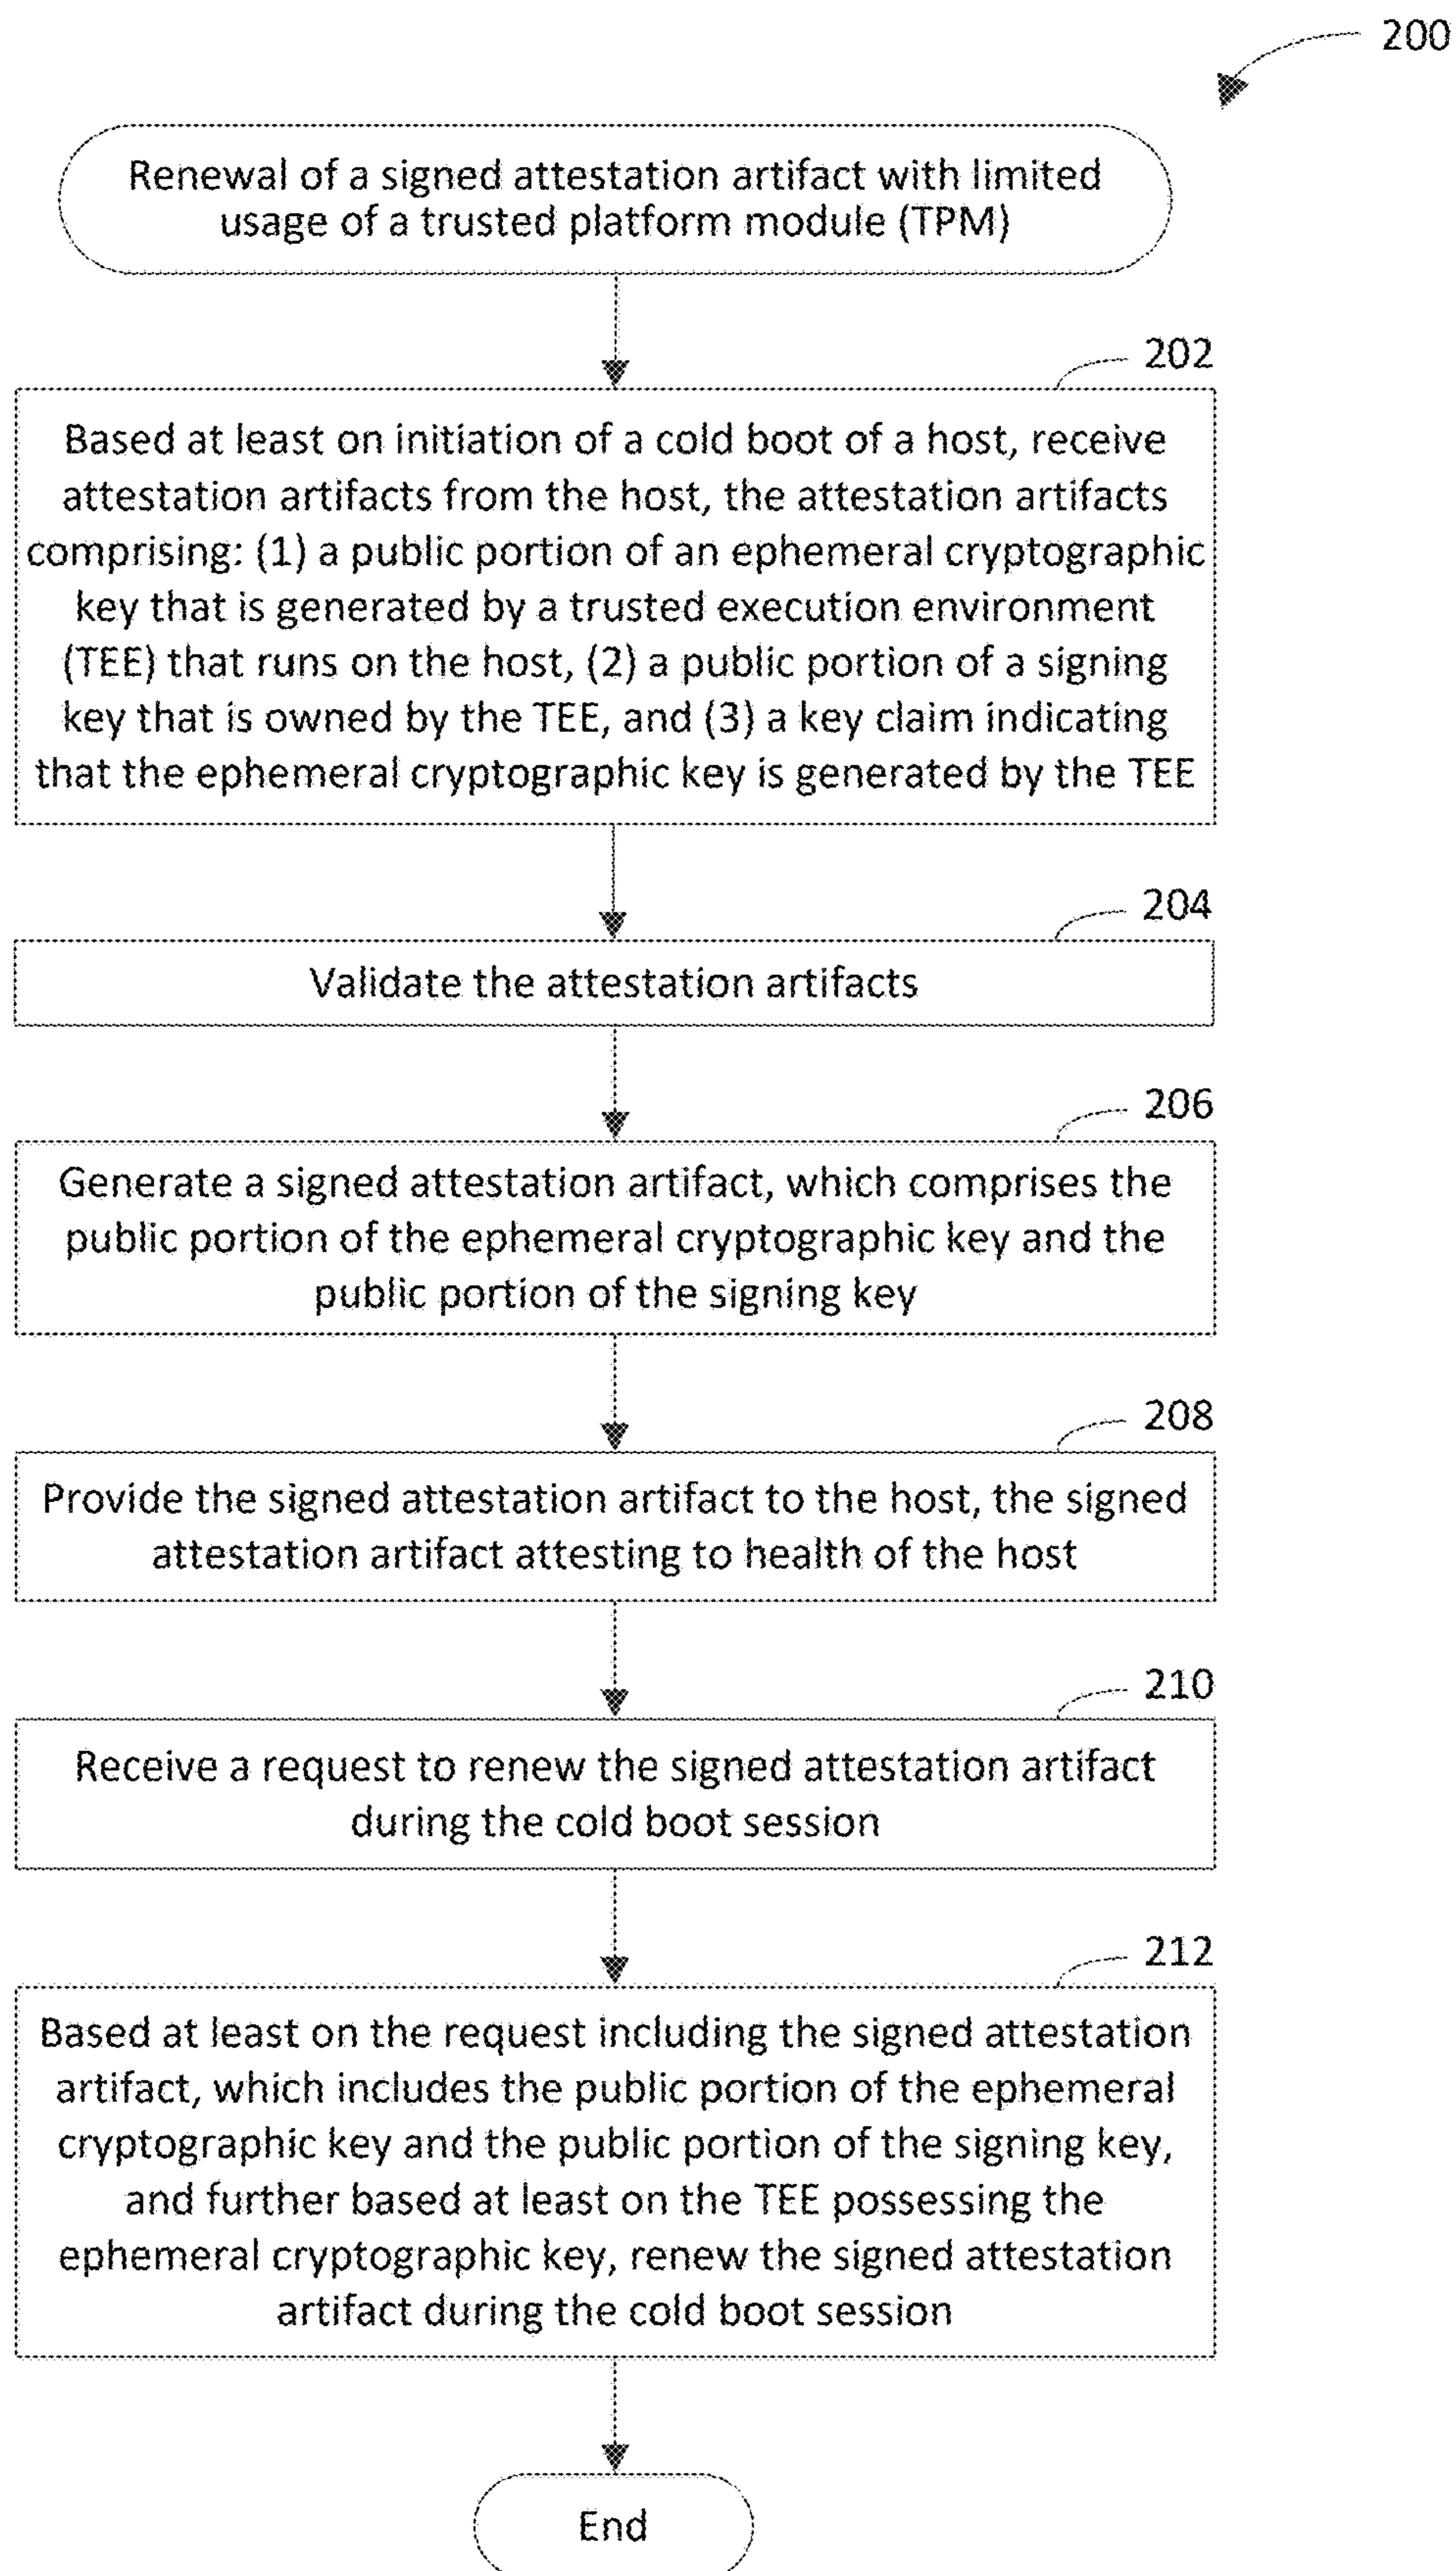 200
Renewal of a signed attestation artifact with limited
usage of a trusted platform module (TPM)
202
Based at least on initiation of a cold boot of a host, receive
attestation artifacts from the host, the attestation artifacts
comprising: (1) a public portion of an ephemeral cryptographic
key that is generated by a trusted execution environment
(TEE) that runs on the host, (2) a public portion of a signing
key that is owned by the TEE, and (3) a key claim indicating
that the ephemeral cryptographic key is generated by the TEE
204
Validate the attestation artifacts
206
Generate a signed attestation artifact, which comprises the
public portion of the ephemeral cryptographic key and the
public portion of the signing key
208
Provide the signed attestation artifact to the host, the signed
attestation artifact attesting to health of the host
210
Receive a request to renew the signed attestation artifact
during the cold boot session
212
Based at least on the request including the signed attestation
artifact, which includes the public portion of the ephemeral
cryptographic key and the public portion of the signing key,
and further based at least on the TEE possessing the
ephemeral cryptographic key, renew the signed attestation
artifact during the cold boot session
End